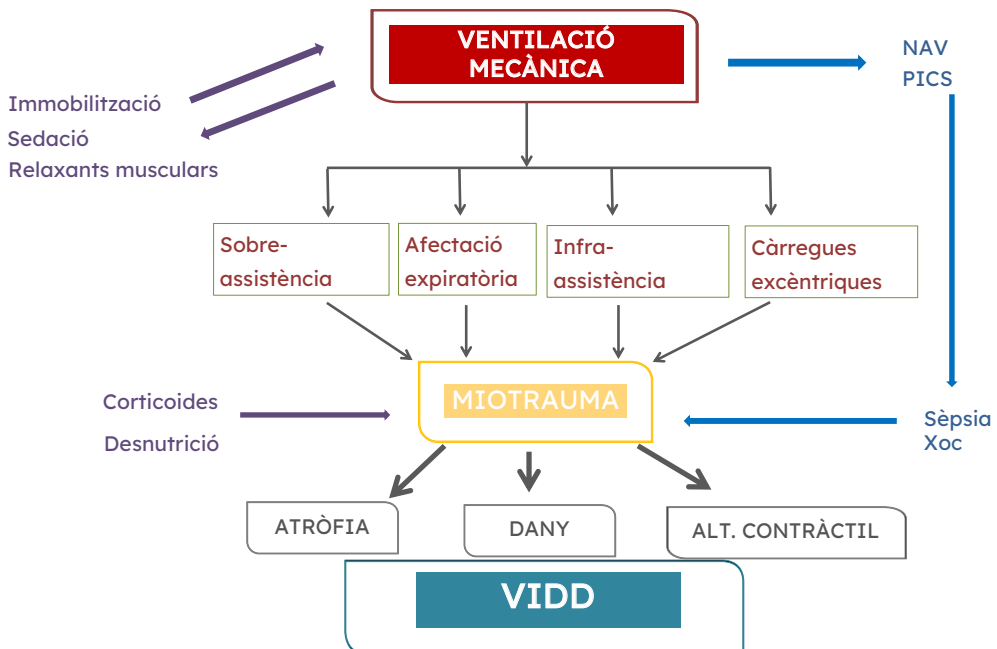 VENTILACIÓ
MECÀNICA
NAV
PICS
Immobilització
Sedació
Relaxants musculars
Sobre-
assistència
Afectació
expiratòria
Infra-
assistència
Càrregues
excèntriques
MIOTRAUMA
Corticoides
Desnutrició
Sèpsia
Xoc
ATRÒFIA
DANY
ALT. CONTRÀCTIL
VIDD